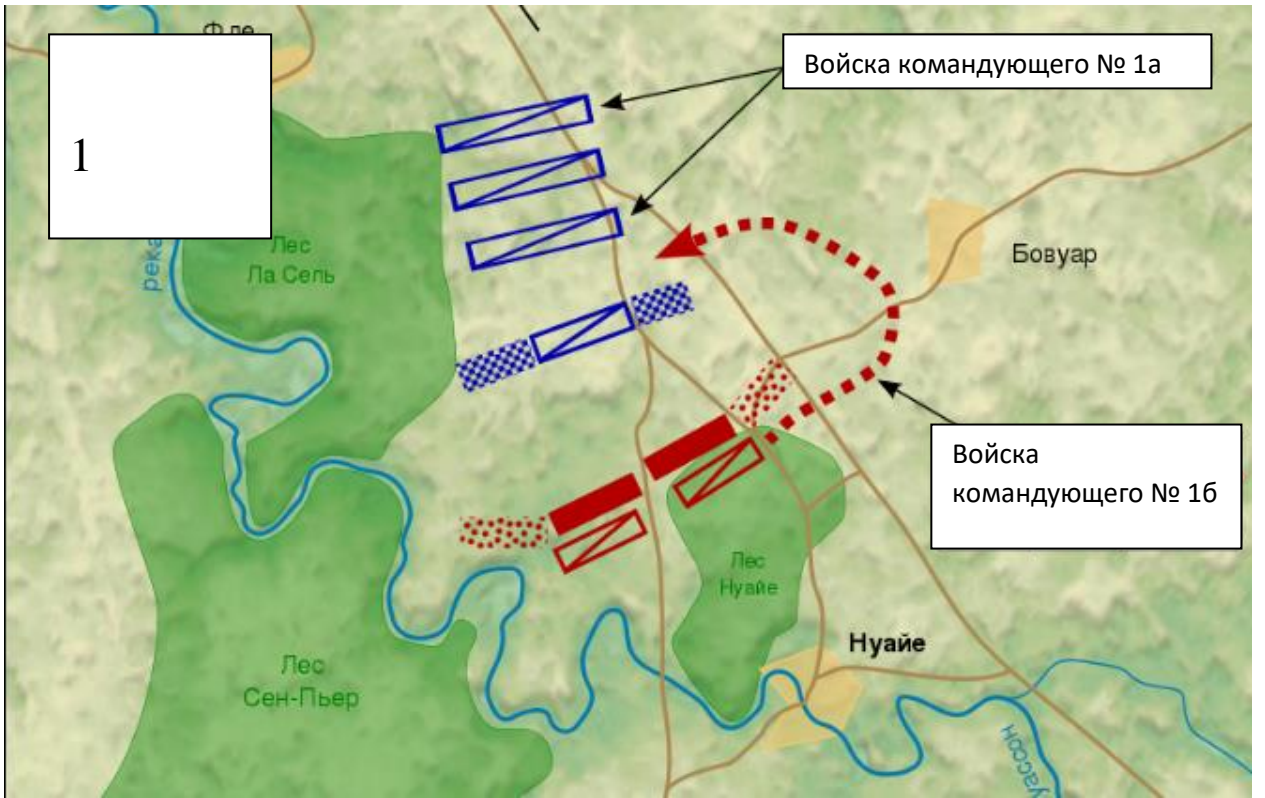 1
Войска командующего № 1а
река
Лес
Ла Сель
Бовуар
Войска
командующего № 1б
Лес
Нуайе
Нуайе
Лес
Сен-Пьер